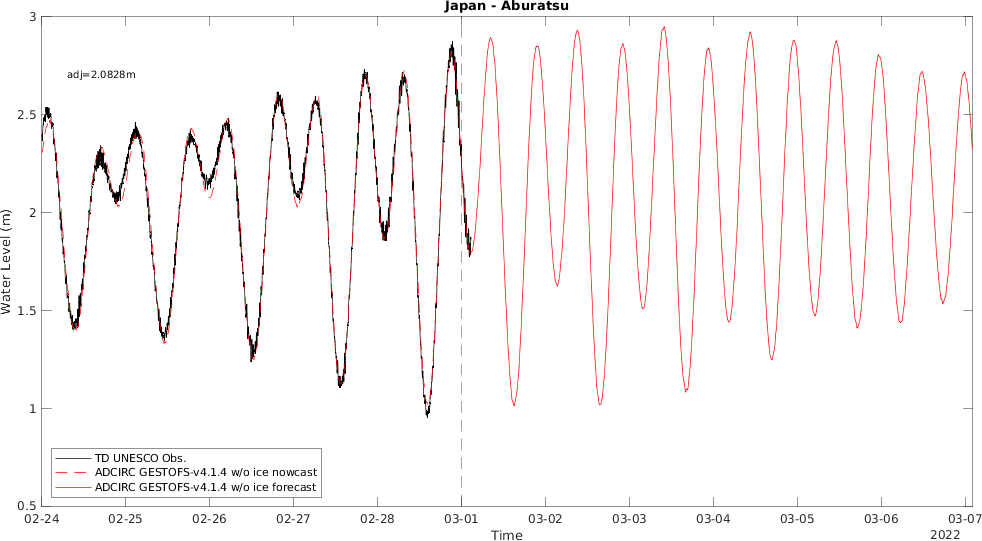 Japan - Aburatsu
adj=2.0828m
3
2.5
2
1.5
1
0.5
Water Level (m)
TD UNESCO Obs.
ADCIRC GESTOFS-v4.1.4 w/o ice nowcast
ADCIRC GESTOFS-v4.1.4 w/o ice forecast
02-24 02-25 02-26 02-27 02-28 03-01 03-02 03-03 03-04 03-05 03-06 03-07
Time
2022